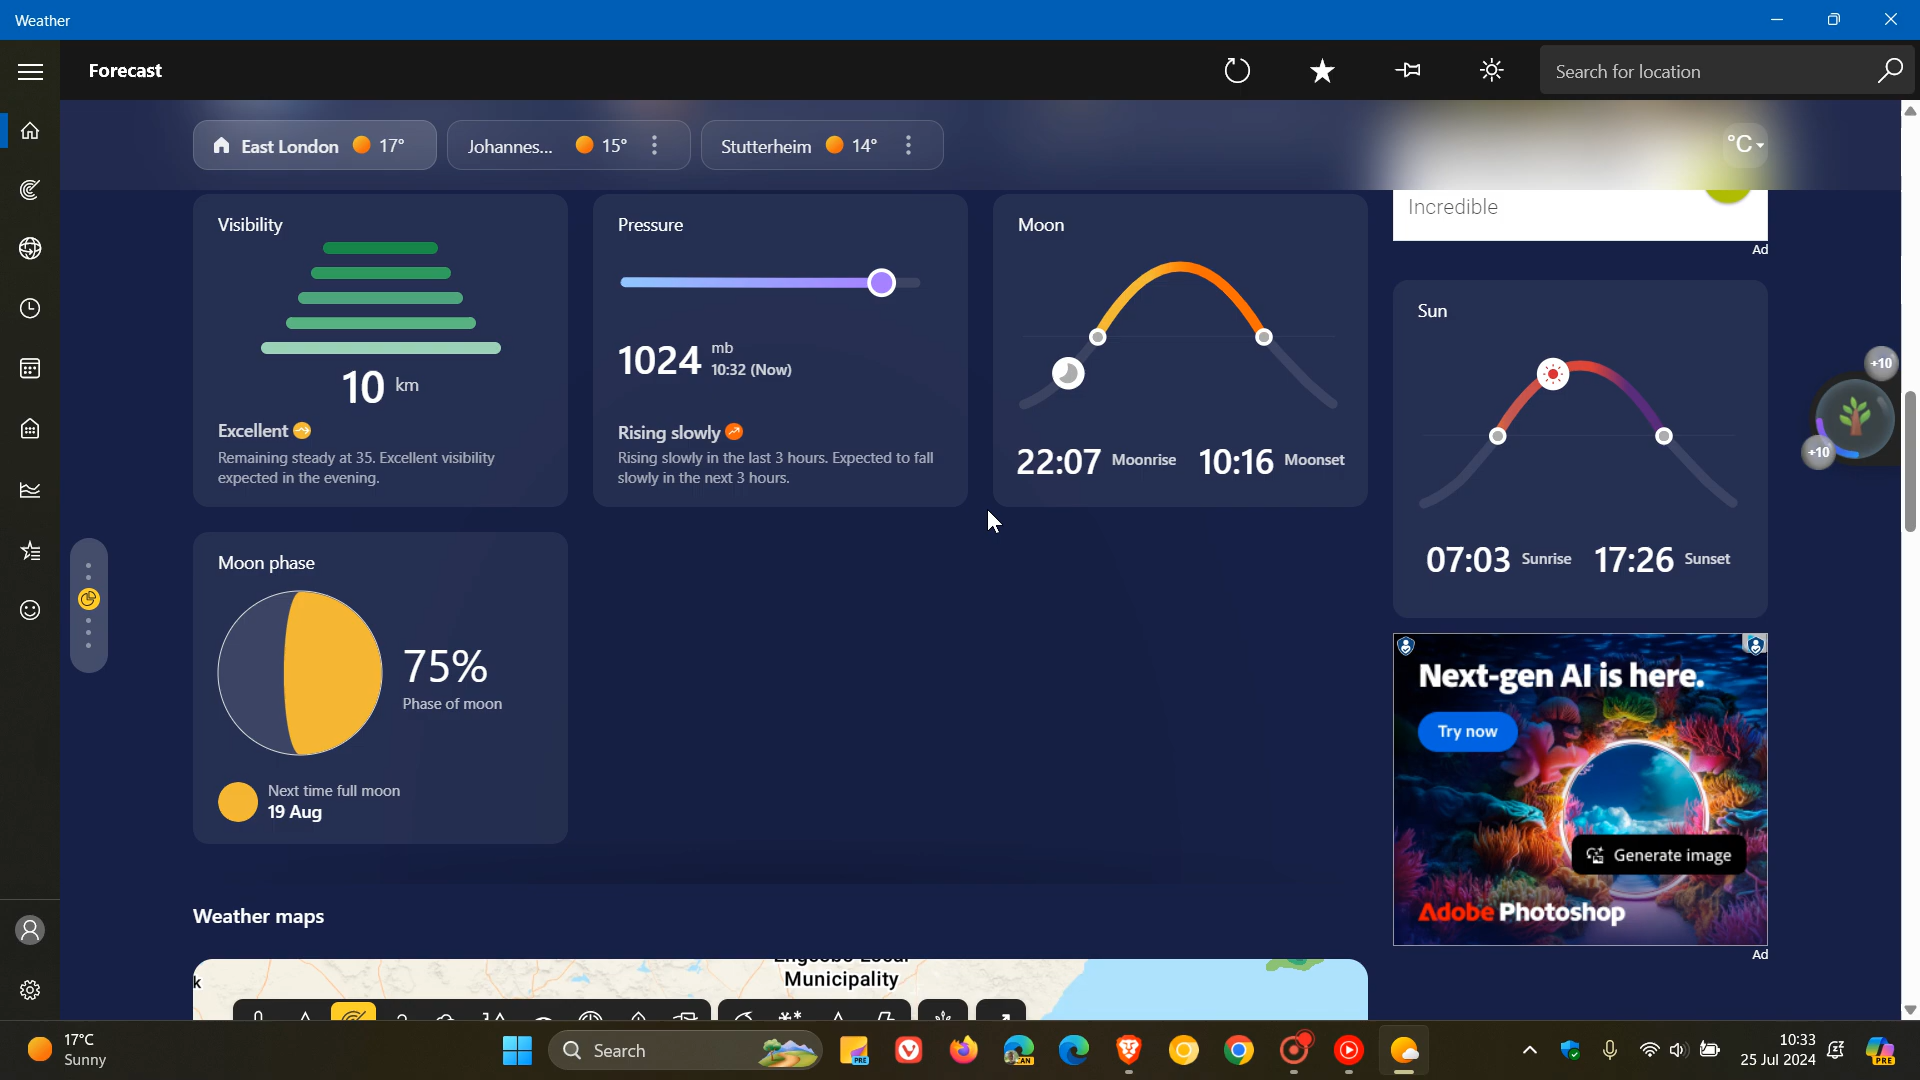 Weather
Forecast
Search for location
East London 17°
Johannes... 15°
Stutterheim 14°
°C
Visibility
10 km
Excellent
Remaining steady at 35. Excellent visibility
expected in the evening.
Pressure
1024 mb
10:32 (Now)
Rising slowly
Rising slowly in the last 3 hours. Expected to fall
slowly in the next 3 hours.
Moon
22:07 Moonrise 10:16 Moonset
Incredible
Ad
Sun
07:03 Sunrise 17:26 Sunset
+10
+10
Moon phase
75%
Phase of moon
Next time full moon
19 Aug
Next-gen AI is here.
Try now
Generate image
Adobe Photoshop
Ad
Weather maps
k
Municipality
17°C
Sunny
Search
PRE
CAN
10:33
25 Jul 2024
PRE